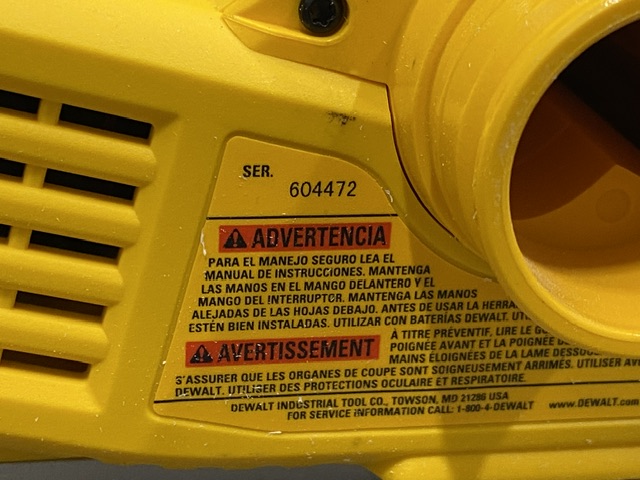 SER.
604472
ADVERTENCIA
PARA EL MANEJO SEGURO LEA EL
MANUAL DE INSTRUCCIONES. MANTENGA
LAS MANOS EN EL MANGO DELANTERO Y EL
MANGO DEL INTERRUPTOR. MANTENGA LAS MANOS
ALEJADAS DE LAS HOJAS DEBAJO. ANTES DE USAR LA
ESTÉN BIEN INSTALADAS. UTILIZAR CON BATERÍAS DEWALT.
AVERTISSEMENT
À TITRE PRÉVENTIF, LIRE LE
POIGNEE AVANT ET LA POIGNÉE
MAINS ÉLOIGNÉES DE LA LAME
S'ASSURER QUE LES ORGANES DE COUPE SONT SOIGNEUSEMENT ARRIMÉS. UTILISER
DEWALT. UTILISER DES PROTECTIONS OCULAIRE ET RESPIRATOIRE.
DEWALT INDUSTRIAL TOOL CO., TOWSON, MD 21286 USA
FOR SERVICE INFORMATION CALL: 1-800-4-DEWALT www.DEWALT.com